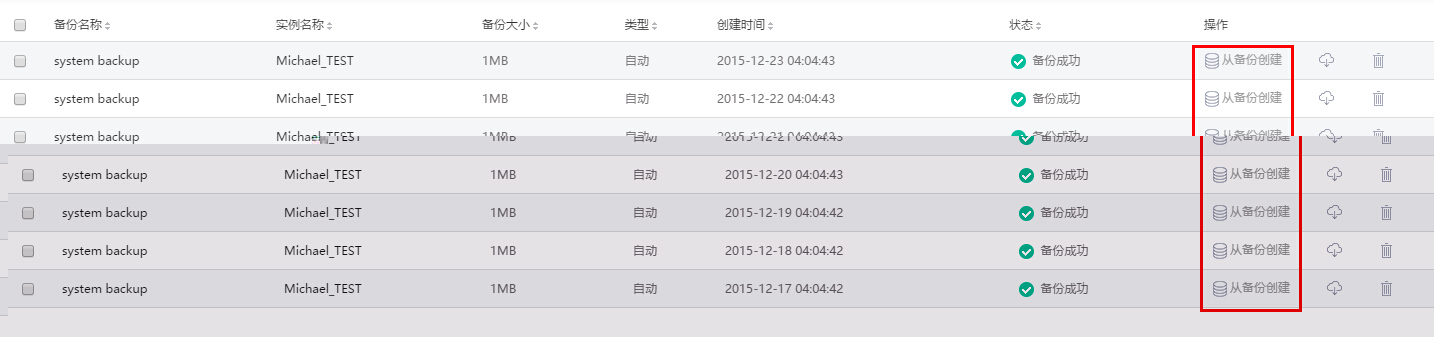 备份名称 实例名称 备份大小 类型 创建时间 状态 操作
system backup Michael_TEST 1MB 自动 2015-12-23 04:04:43 备份成功 从备份创建
system backup Michael_TEST 1MB 自动 2015-12-22 04:04:43 备份成功 从备份创建
system backup Michael_TEST 1MB 自动 2015-12-21 04:04:43 备份成功 从备份创建
system backup Michael_TEST 1MB 自动 2015-12-20 04:04:43 备份成功 从备份创建
system backup Michael_TEST 1MB 自动 2015-12-19 04:04:42 备份成功 从备份创建
system backup Michael_TEST 1MB 自动 2015-12-18 04:04:42 备份成功 从备份创建
system backup Michael_TEST 1MB 自动 2015-12-17 04:04:42 备份成功 从备份创建